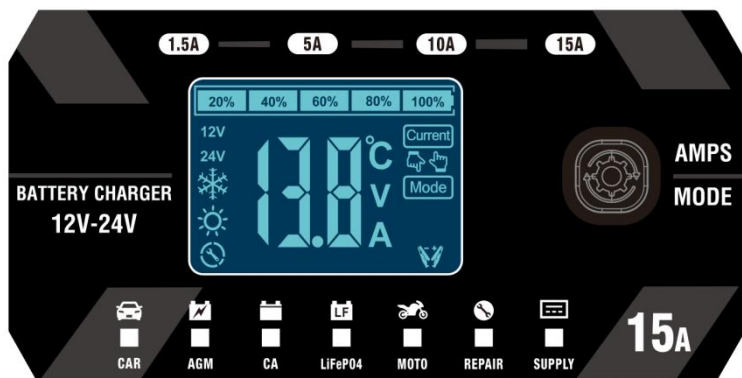 1.5A 5A 10A 15A
20% 40% 60% 80% 100%
12V
24V
13.8
°C
V
A
Current
Mode
BATTERY CHARGER
12V-24V
AMPS
MODE
LF
CAR AGM CA LiFePO4 MOTO REPAIR SUPPLY
15A